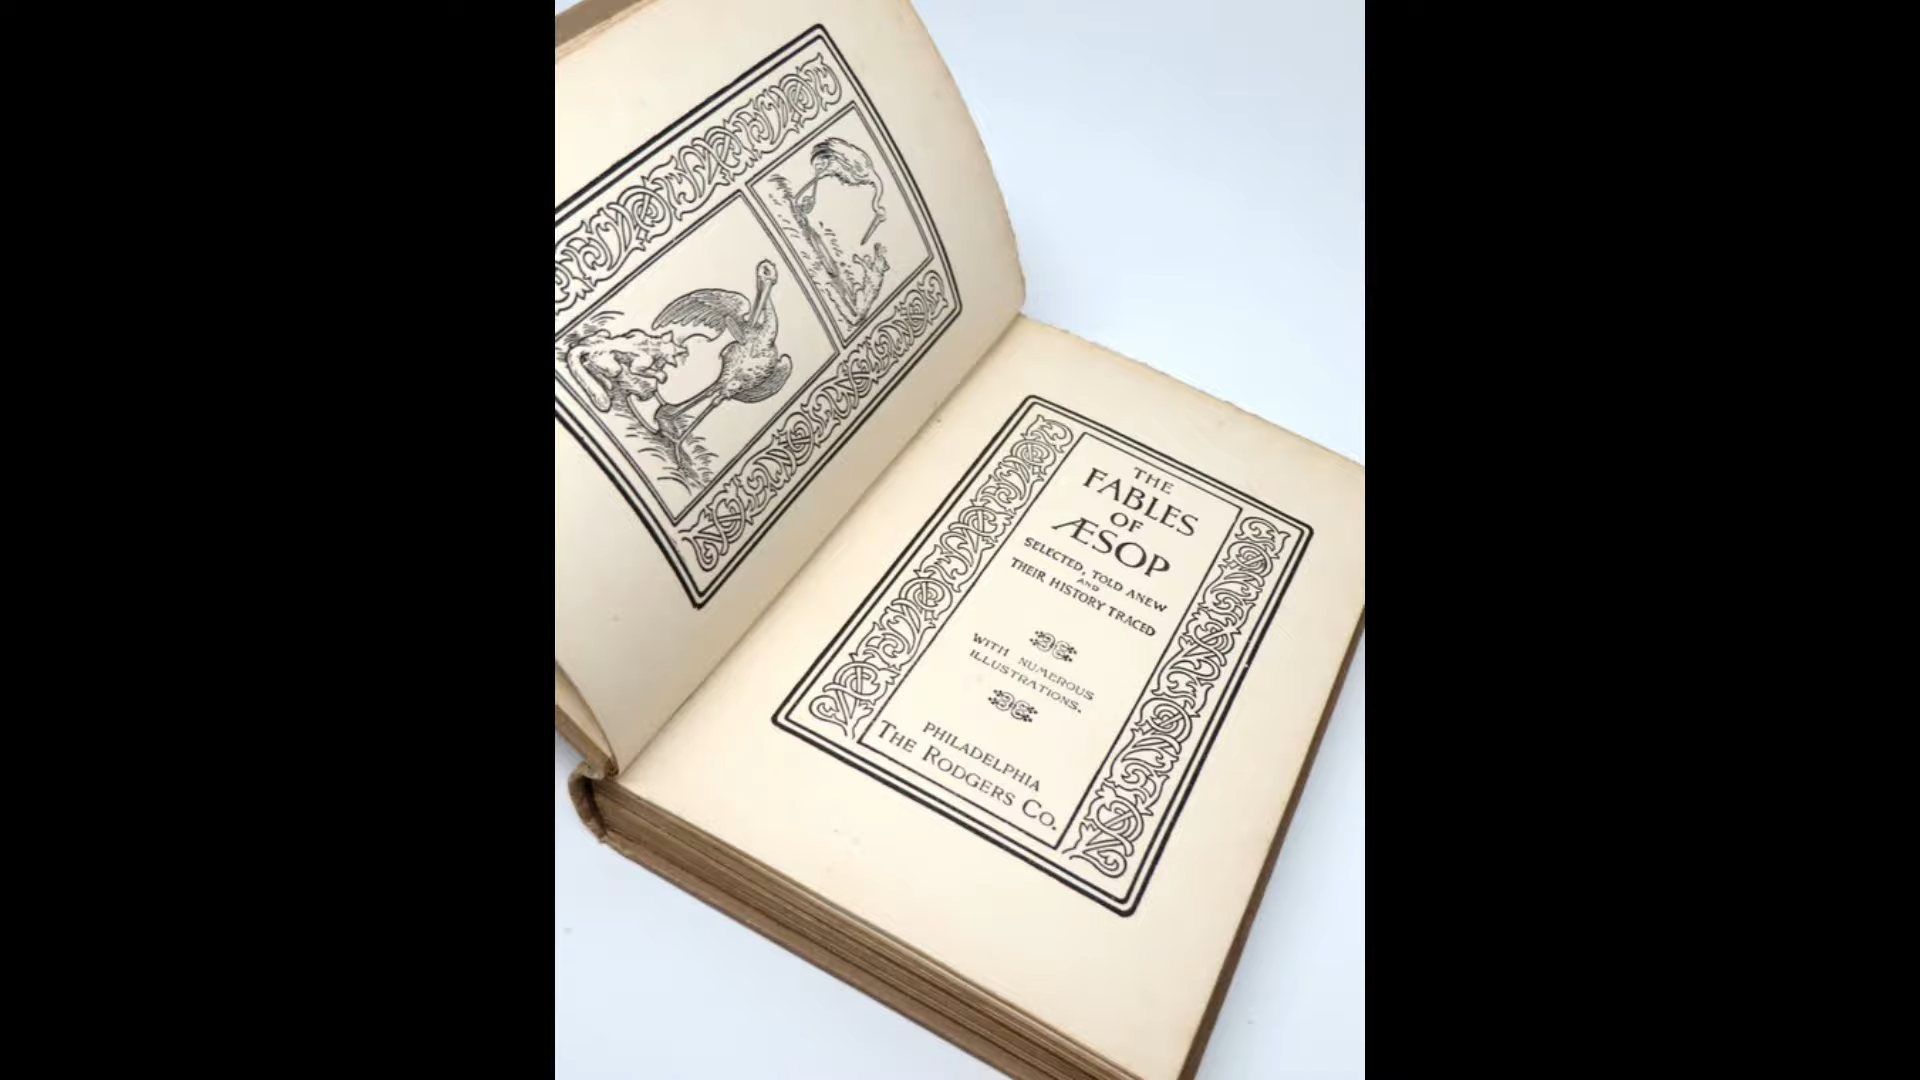 THE
FABLES
OF
ÆSOP
SELECTED, TOLD ANEW
AND
THEIR HISTORY TRACED
WITH NUMEROUS
ILLUSTRATIONS.
PHILADELPHIA
THE RODGERS CO.